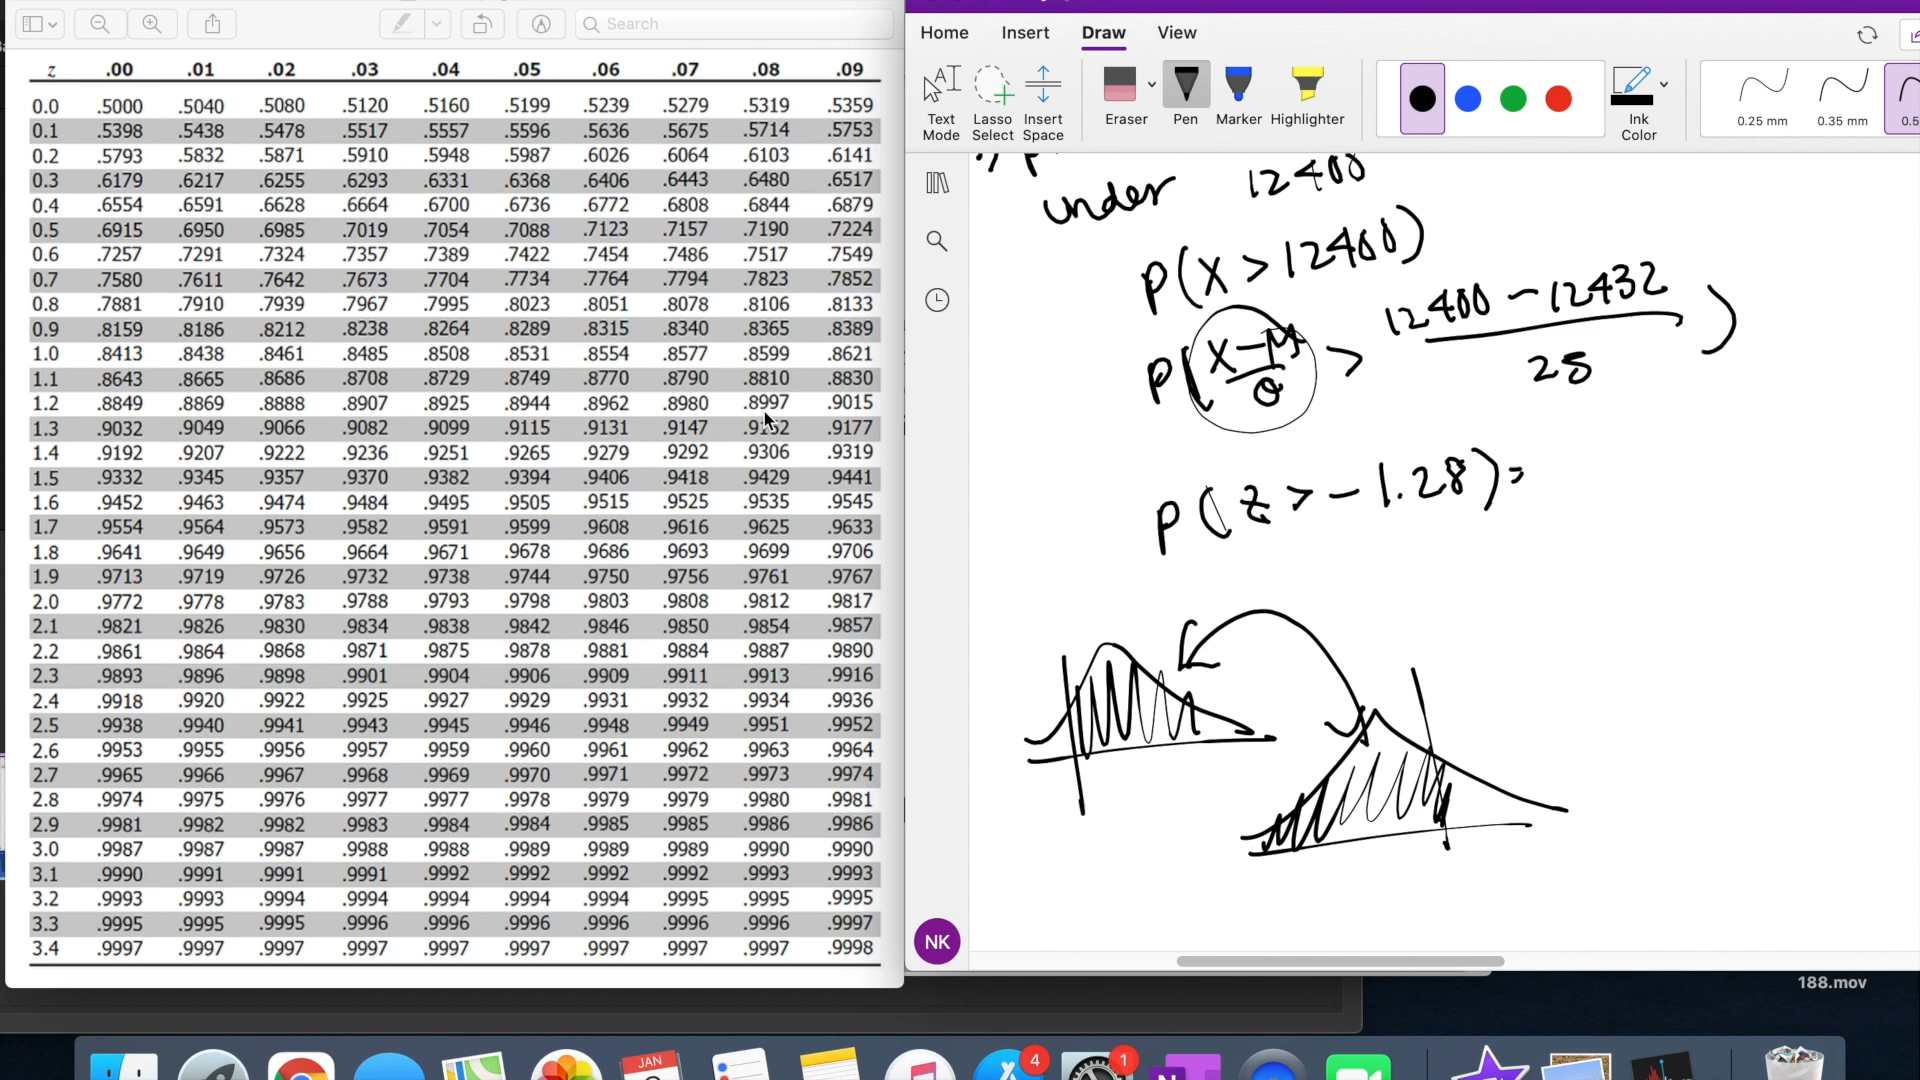 Search
z .00 .01 .02 .03 .04 .05 .06 .07 .08 .09
0.0 .5000 .5040 .5080 .5120 .5160 .5199 .5239 .5279 .5319 .5359
0.1 .5398 .5438 .5478 .5517 .5557 .5596 .5636 .5675 .5714 .5753
0.2 .5793 .5832 .5871 .5910 .5948 .5987 .6026 .6064 .6103 .6141
0.3 .6179 .6217 .6255 .6293 .6331 .6368 .6406 .6443 .6480 .6517
0.4 .6554 .6591 .6628 .6664 .6700 .6736 .6772 .6808 .6844 .6879
0.5 .6915 .6950 .6985 .7019 .7054 .7088 .7123 .7157 .7190 .7224
0.6 .7257 .7291 .7324 .7357 .7389 .7422 .7454 .7486 .7517 .7549
0.7 .7580 .7611 .7642 .7673 .7704 .7734 .7764 .7794 .7823 .7852
0.8 .7881 .7910 .7939 .7967 .7995 .8023 .8051 .8078 .8106 .8133
0.9 .8159 .8186 .8212 .8238 .8264 .8289 .8315 .8340 .8365 .8389
1.0 .8413 .8438 .8461 .8485 .8508 .8531 .8554 .8577 .8599 .8621
1.1 .8643 .8665 .8686 .8708 .8729 .8749 .8770 .8790 .8810 .8830
1.2 .8849 .8869 .8888 .8907 .8925 .8944 .8962 .8980 .8997 .9015
1.3 .9032 .9049 .9066 .9082 .9099 .9115 .9131 .9147 .9177
1.4 .9192 .9207 .9222 .9236 .9251 .9265 .9279 .9292 .9306 .9319
1.5 .9332 .9345 .9357 .9370 .9382 .9394 .9406 .9418 .9429 .9441
1.6 .9452 .9463 .9474 .9484 .9495 .9505 .9515 .9525 .9535 .9545
1.7 .9554 .9564 .9573 .9582 .9591 .9599 .9608 .9616 .9625 .9633
1.8 .9641 .9649 .9656 .9664 .9671 .9678 .9686 .9693 .9699 .9706
1.9 .9713 .9719 .9726 .9732 .9738 .9744 .9750 .9756 .9761 .9767
2.0 .9772 .9778 .9783 .9788 .9793 .9798 .9803 .9808 .9812 .9817
2.1 .9821 .9826 .9830 .9834 .9838 .9842 .9846 .9850 .9854 .9857
2.2 .9861 .9864 .9868 .9871 .9875 .9878 .9881 .9884 .9887 .9890
2.3 .9893 .9896 .9898 .9901 .9904 .9906 .9909 .9911 .9913 .9916
2.4 .9918 .9920 .9922 .9925 .9927 .9929 .9931 .9932 .9934 .9936
2.5 .9938 .9940 .9941 .9943 .9945 .9946 .9948 .9949 .9951 .9952
2.6 .9953 .9955 .9956 .9957 .9959 .9960 .9961 .9962 .9963 .9964
2.7 .9965 .9966 .9967 .9968 .9969 .9970 .9971 .9972 .9973 .9974
2.8 .9974 .9975 .9976 .9977 .9977 .9978 .9979 .9979 .9980 .9981
2.9 .9981 .9982 .9982 .9983 .9984 .9984 .9985 .9985 .9986 .9986
3.0 .9987 .9987 .9987 .9988 .9988 .9989 .9989 .9989 .9990 .9990
3.1 .9990 .9991 .9991 .9991 .9992 .9992 .9992 .9992 .9993 .9993
3.2 .9993 .9993 .9994 .9994 .9994 .9994 .9994 .9995 .9995 .9995
3.3 .9995 .9995 .9995 .9996 .9996 .9996 .9996 .9996 .9996 .9997
3.4 .9997 .9997 .9997 .9997 .9997 .9997 .9997 .9997 .9997 .9998
Home Insert Draw View
Text Mode
Lasso Select
Insert Space
Eraser
Pen
Marker
Highlighter
Ink Color
0.25 mm
0.35 mm
0.5
under 12400
P(X > 12400)
P(X-μ/σ > 12400 - 12432/25)
P(Z > -1.28) =
NK
188.mov
JAN
4
1